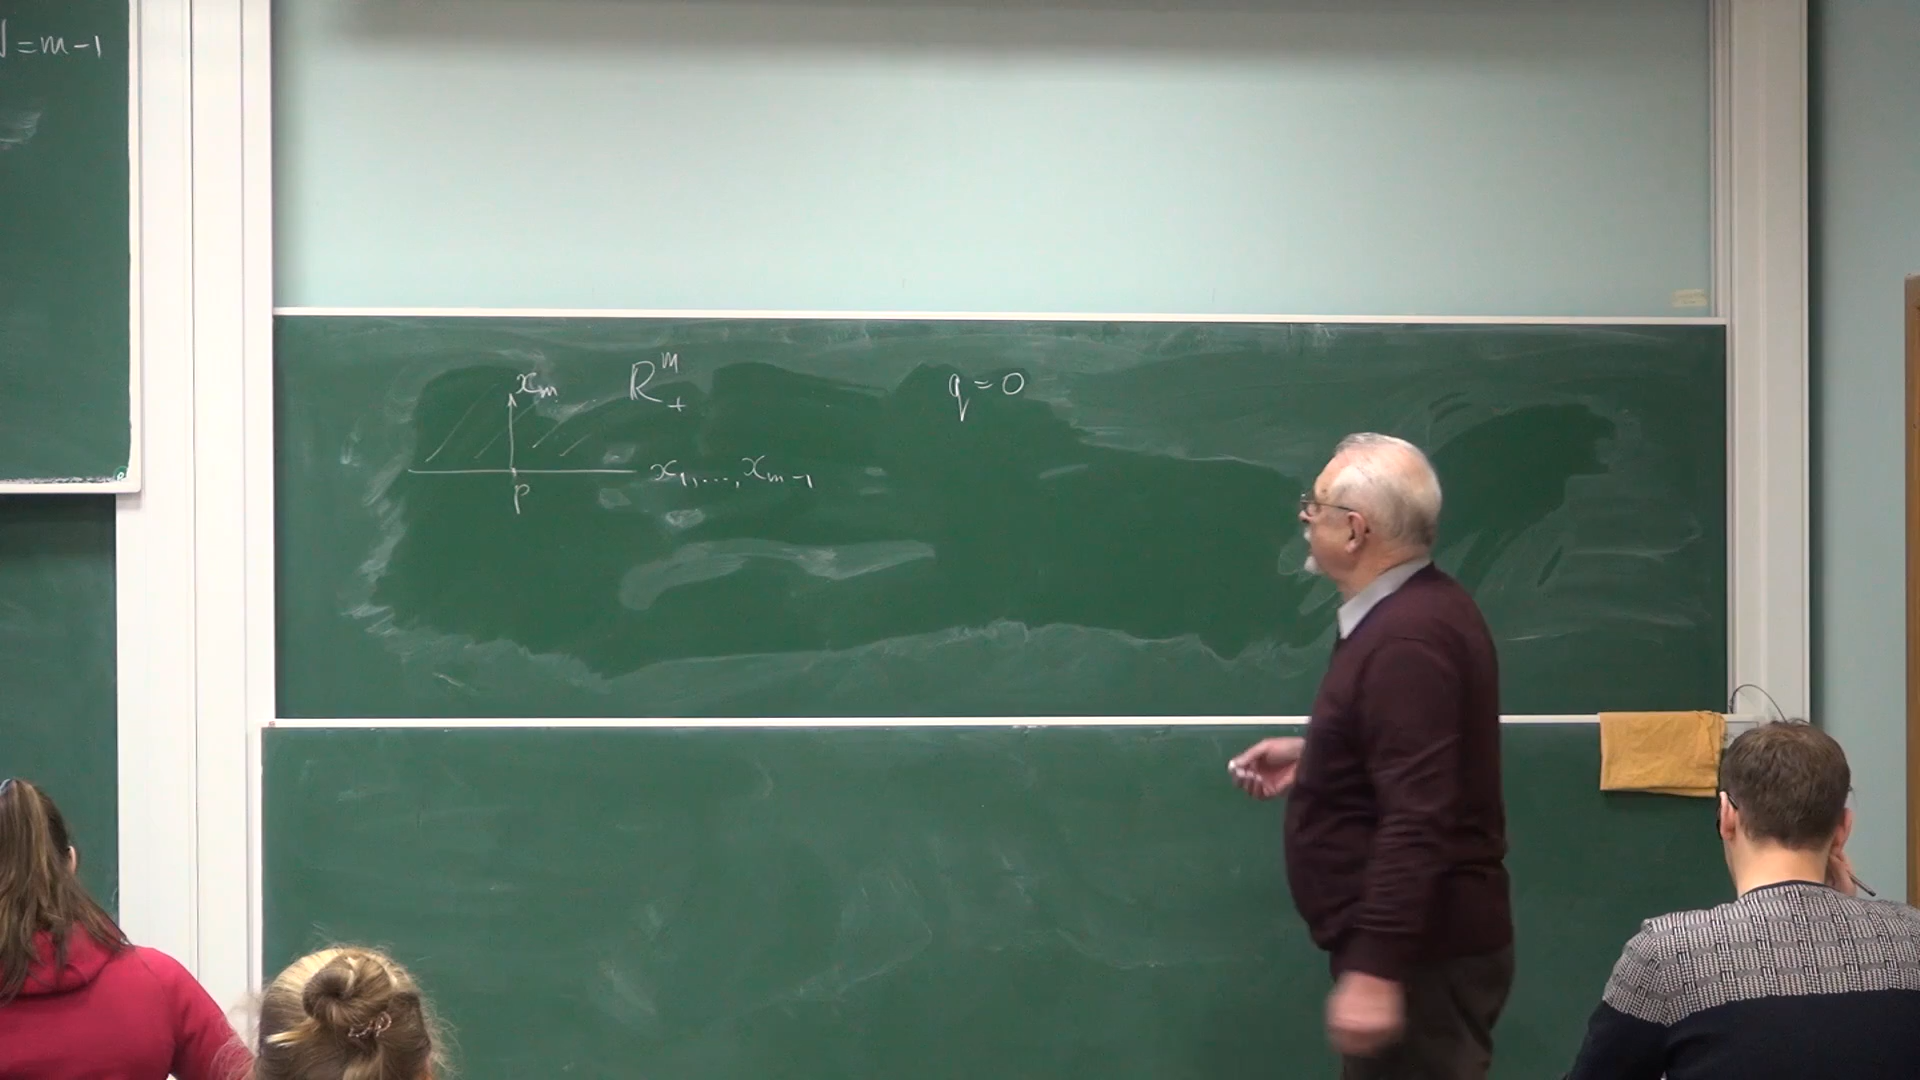 = m - 1
x_m
R^m_+
q = 0
x_1, ..., x_{m-1}
p